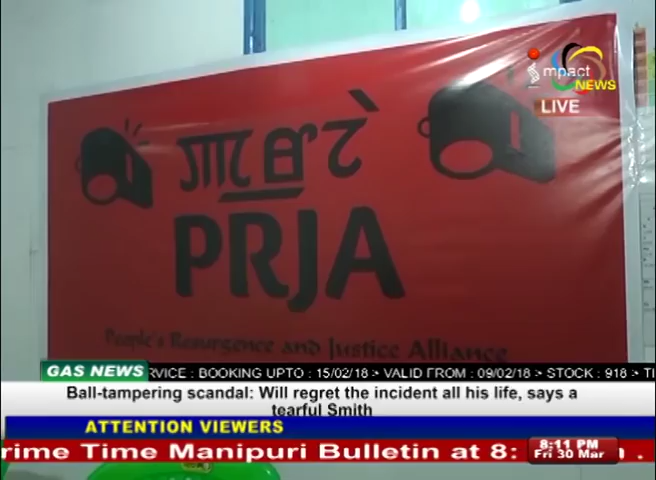 impact
NEWS
LIVE
PRJA
People's Resurgence and Justice Alliance
GAS NEWS RVICE : BOOKING UPTO : 15/02/18 > VALID FROM : 09/02/18 > STOCK : 918 > TI
Ball-tampering scandal: Will regret the incident all his life, says a
tearful Smith
ATTENTION VIEWERS
rime Time Manipuri Bulletin at 8:
8:11 PM
Fri 30 Mar